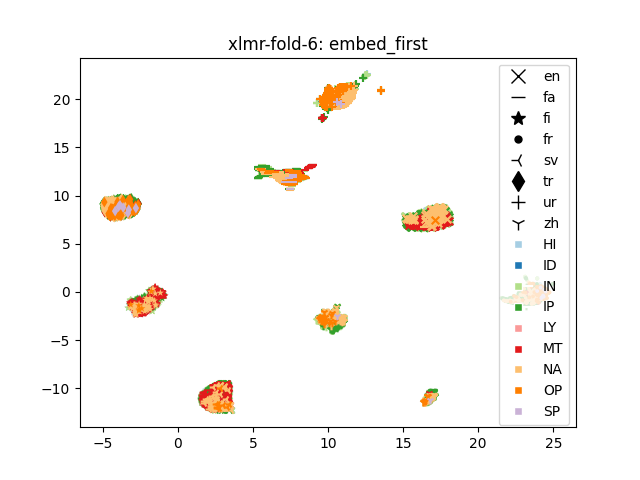 xlmr-fold-6: embed_first
20
15
10
5
0
−5
−10
−5
0
5
10
15
20
25
en
fa
fi
fr
sv
tr
ur
zh
HI
ID
IN
IP
LY
MT
NA
OP
SP